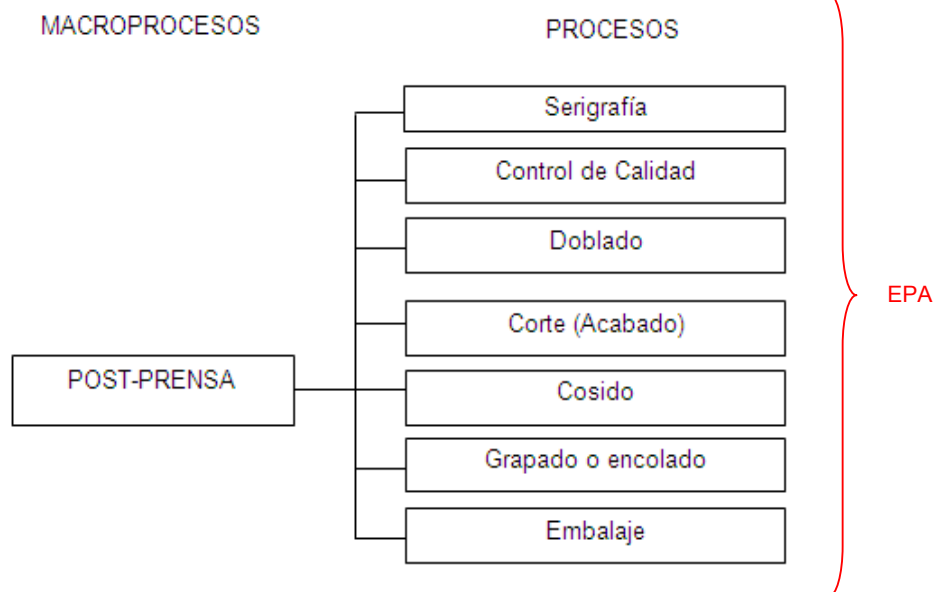 MACROPROCESOS
PROCESOS
Serigrafía
Control de Calidad
Doblado
EPA
Corte (Acabado)
POST-PRENSA
Cosido
Grapado o encolado
Embalaje